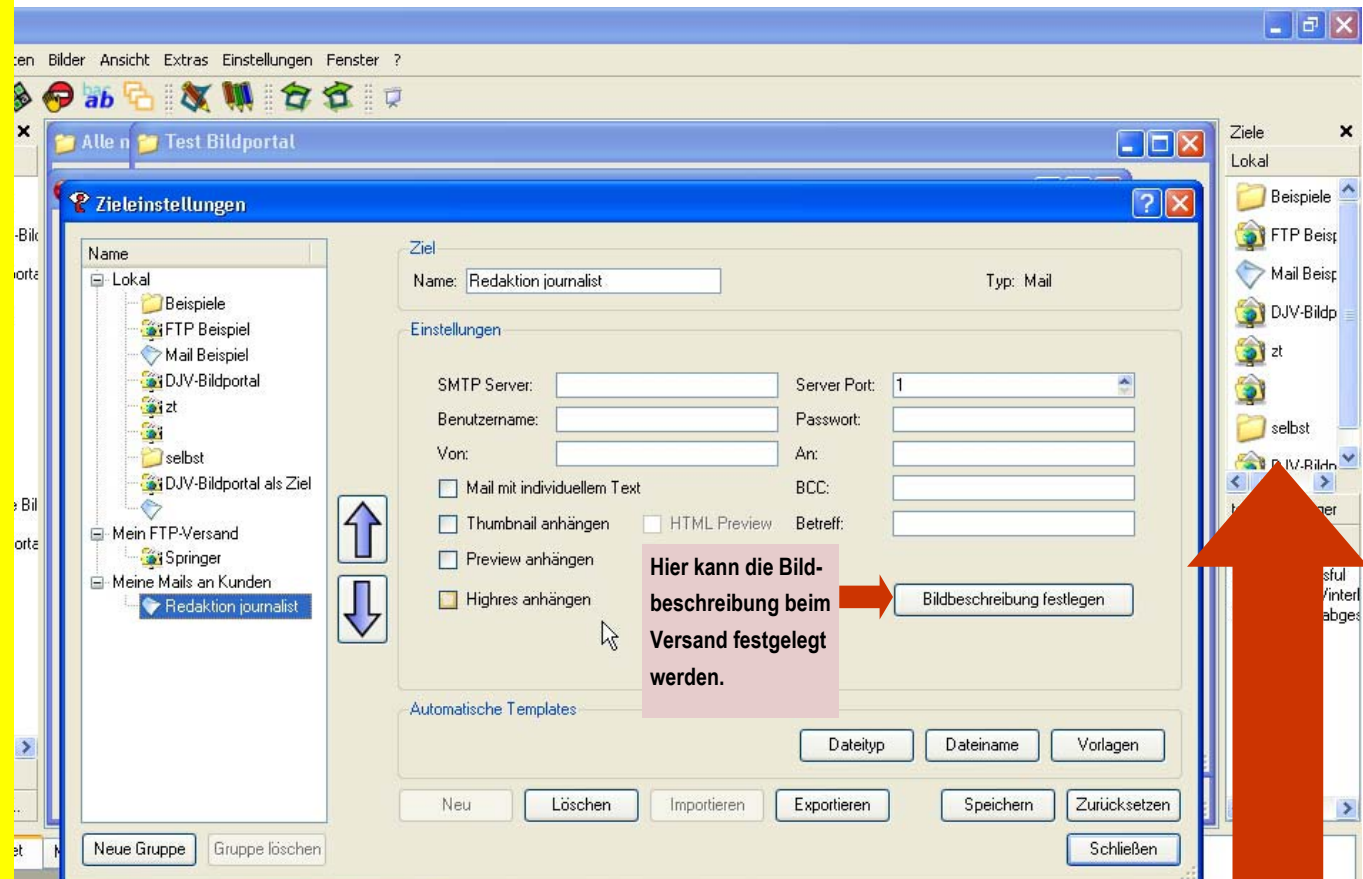 Bilder Ansicht Extras Einstellungen Fenster ?
bac
ab
Alle n
Test Bildportal
Ziele
Lokal
Beispiele
FTP Beisp
Mail Beisp
DJV-Bildp
zt
selbst
DJV-Bildp
Zieleinstellungen
Name
Lokal
Beispiele
FTP Beispiel
Mail Beispiel
DJV-Bildportal
zt
selbst
DJV-Bildportal als Ziel
Mein FTP-Versand
Springer
Meine Mails an Kunden
Redaktion journalist
Ziel
Name: Redaktion journalist Typ: Mail
Einstellungen
SMTP Server: Server Port: 1
Benutzername: Passwort:
Von: An:
Mail mit individuellem Text BCC:
Thumbnail anhängen HTML Preview Betreff:
Preview anhängen
Highres anhängen
Hier kann die Bild-
beschreibung beim
Versand festgelegt
werden.
Bildbeschreibung festlegen
Automatische Templates
Dateityp Dateiname Vorlagen
Neu Löschen Importieren Exportieren Speichern Zurücksetzen
Neue Gruppe Gruppe löschen Schließen